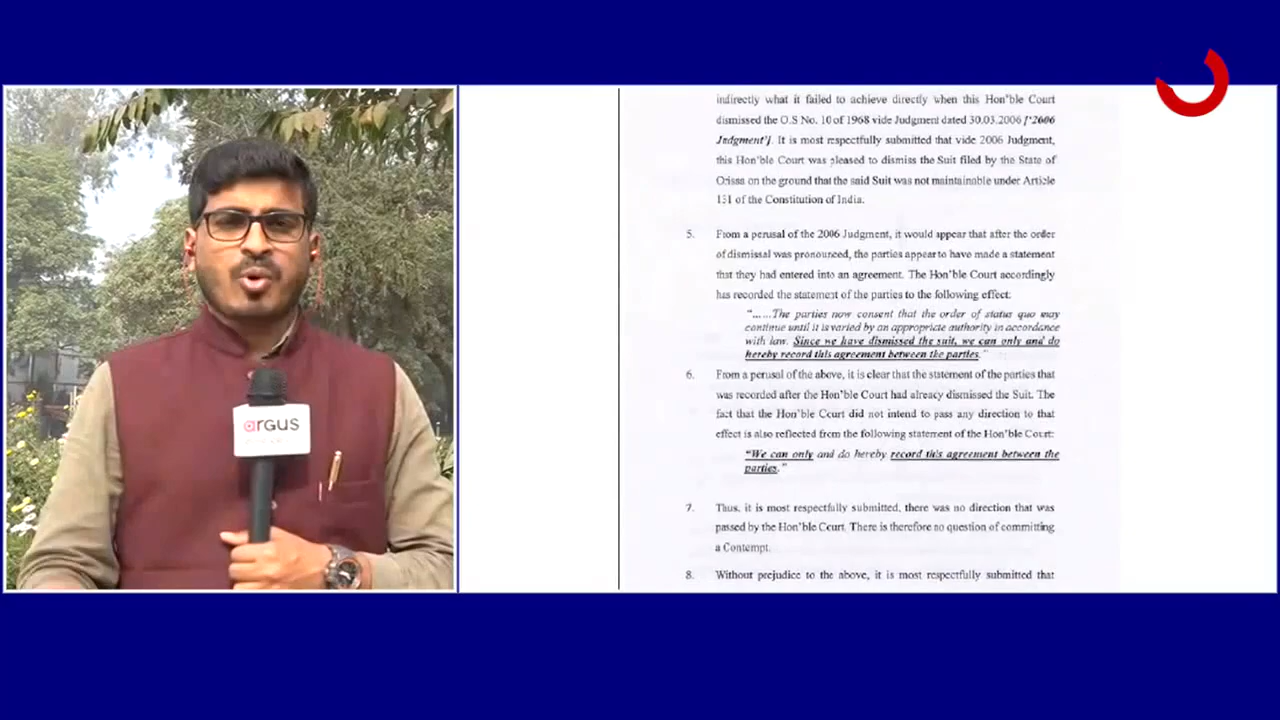 argus
indirectly what it failed to achieve directly when this Hon'ble Court
dismissed the O.S No. 10 of 1968 vide Judgment dated 30.03.2006 ['2006
Judgment']. It is most respectfully submitted that vide 2006 Judgment,
this Hon'ble Court was pleased to dismiss the Suit filed by the State of
Orissa on the ground that the said Suit was not maintainable under Article
131 of the Constitution of India.
5. From a perusal of the 2006 Judgment, it would appear that after the order
of dismissal was pronounced, the parties appear to have made a statement
that they had entered into an agreement. The Hon'ble Court accordingly
has recorded the statement of the parties to the following effect:
"......The parties now consent that the order of status quo may
continue until it is varied by an appropriate authority in accordance
with law. Since we have dismissed the suit, we can only and do
hereby record this agreement between the parties."
6. From a perusal of the above, it is clear that the statement of the parties that
was recorded after the Hon'ble Court had already dismissed the Suit. The
fact that the Hon'ble Court did not intend to pass any direction to that
effect is also reflected from the following statement of the Hon'ble Court:
"We can only and do hereby record this agreement between the
parties."
7. Thus, it is most respectfully submitted, there was no direction that was
passed by the Hon'ble Court. There is therefore no question of committing
a Contempt.
8. Without prejudice to the above, it is most respectfully submitted that